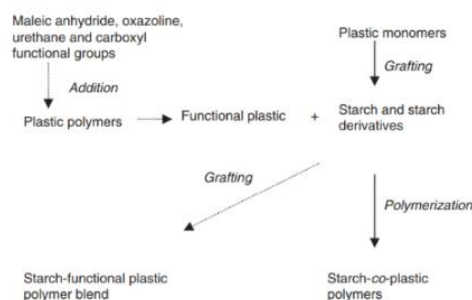 Maleic anhydride, oxazoline,
urethane and carboxyl
functional groups
Plastic monomers
Addition
Grafting
Plastic polymers
Functional plastic
+
Starch and starch
derivatives
Grafting
Polymerization
Starch-functional plastic
polymer blend
Starch-co-plastic
polymers